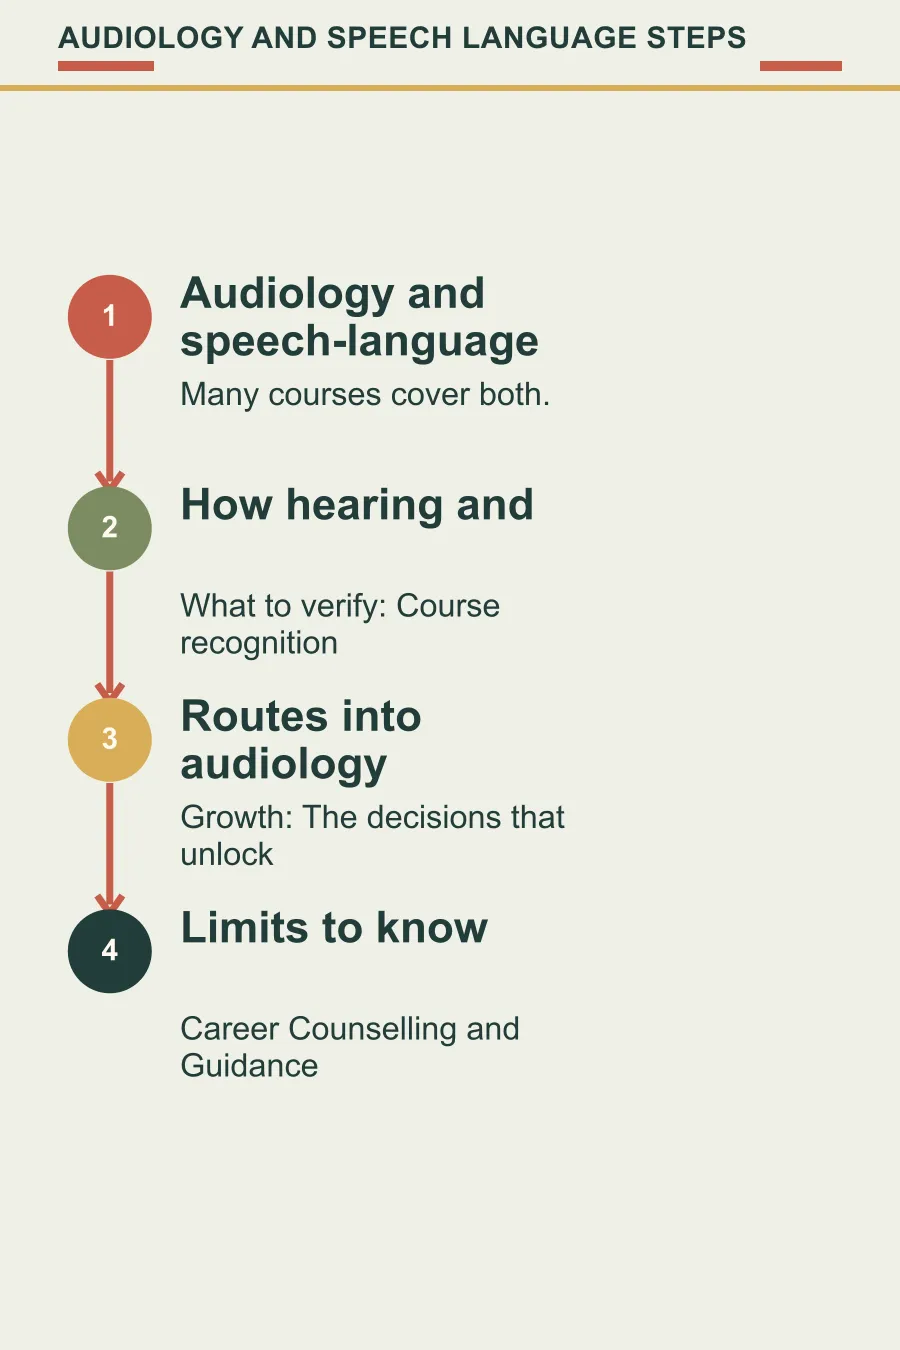 AUDIOLOGY AND SPEECH LANGUAGE STEPS
1
Audiology and
speech-language
Many courses cover both.
2
How hearing and
What to verify: Course
recognition
3
Routes into
audiology
Growth: The decisions that
unlock
4
Limits to know
Career Counselling and
Guidance